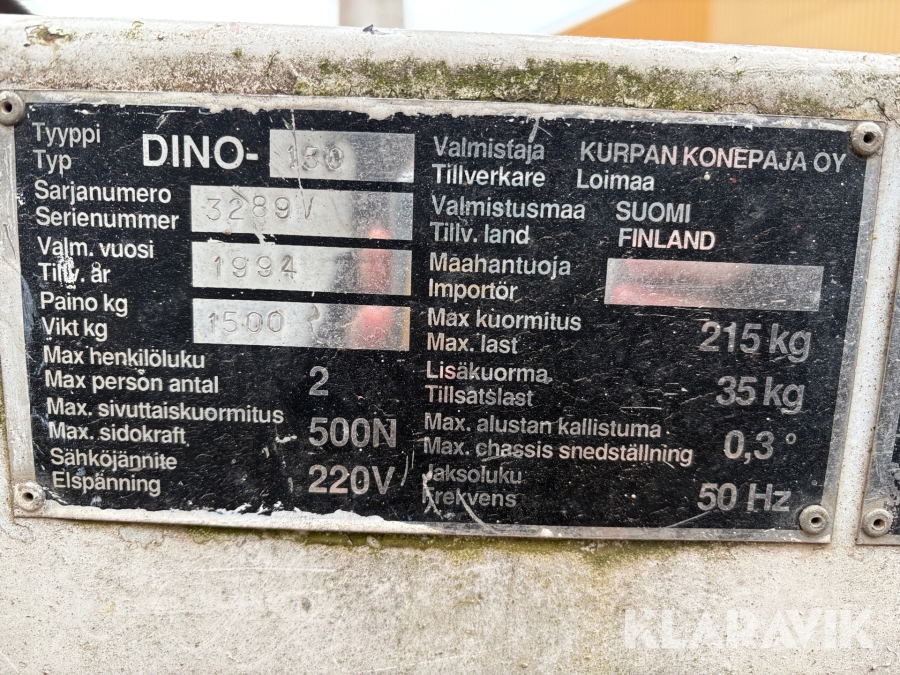 Tyyppi
Typ
DINO-
Sarjanumero
Serienummer
3289V
Valm. vuosi
Tillv. år
1994
Paino kg
Vikt kg
1500
Max henkilöluku
Max person antal
2
Max. sivuttaiskuormitus
Max. sidokraft
500N
Sähköjännite
Elspänning
220V
Valmistaja
Tillverkare
KURPAN KONEPAJA OY
Loimaa
Valmistusmaa
Tillv. land
SUOMI
FINLAND
Maahantuoja
Importör
Max kuormitus
Max. last
215 kg
Lisäkuorma
Tillsatslast
35 kg
Max. alustan kallistuma
Max. chassis snedställning
0,3 °
Jaksoluku
Frekvens
50 Hz
KLARAVIK